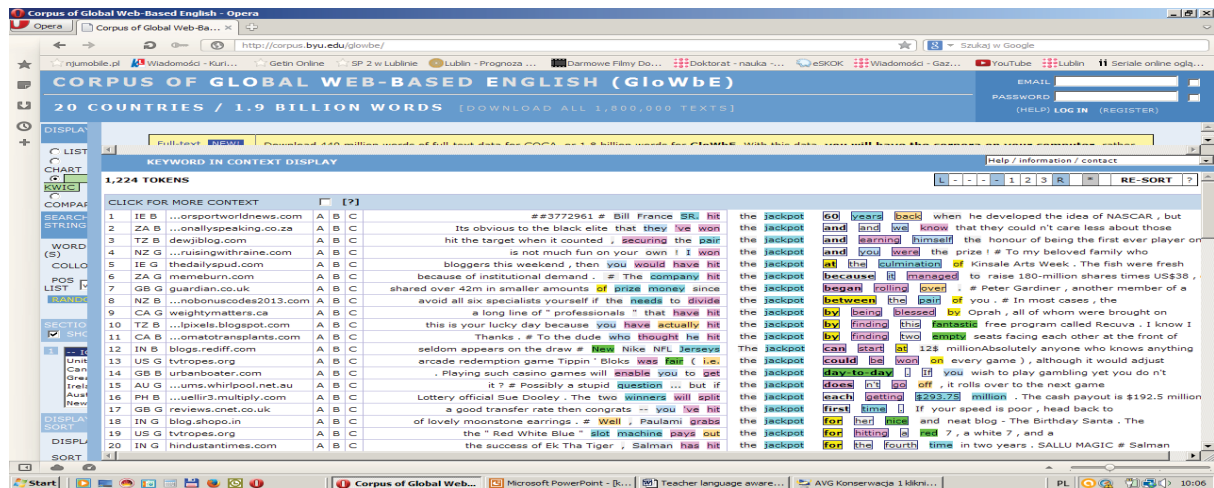 Corpus of Global Web-Based English - Opera
Opera Corpus of Global Web-Ba... ×
http://corpus.byu.edu/glowbe/ Szukaj w Google
njumobile.pl Wiadomości - Kuri... Getin Online SP 2 w Lublinie Lublin - Prognoza ... Darmowe Filmy Do... Doktorat - nauka -... eSKOK Wiadomości - Gaz... YouTube Lublin Seriale online oglą...
CORPUS OF GLOBAL WEB-BASED ENGLISH (GloWbE)
EMAIL
20 COUNTRIES / 1.9 BILLION WORDS [DOWNLOAD ALL 1,800,000 TEXTS]
PASSWORD
(HELP) LOG IN (REGISTER)
DISPLAY
LIST
CHART
KWIC
COMPAR
SEARCH
STRING
WORD
(S)
COLLO
POS
LIST
RANDO
SECTIO
SHO
1 -- IG
Unit
Can
Grea
Irela
Aust
New
DISPLAY
SORT
DISPLA
SORT
KEYWORD IN CONTEXT DISPLAY
Help / information / contact
1,224 TOKENS L - - - - 1 2 3 R * RE-SORT ?
CLICK FOR MORE CONTEXT [?]
1 IE B ...orsportworldnews.com A B C ##3772961 # Bill France SR. hit the jackpot 60 years back when he developed the idea of NASCAR , but
2 ZA B ...onallyspeaking.co.za A B C Its obvious to the black elite that they 've won the jackpot and and we know that they couldn't care less about those
3 TZ B dewjiblog.com A B C hit the target when it counted , securing the pair the jackpot and earning himself the honour of being the first ever player on
4 NZ G ...ruisingwithraine.com A B C is not much fun on your own ! I won the jackpot and you were the prize ! # To my beloved family who
5 IE G thedailyspud.com A B C bloggers this weekend , then you would have hit the jackpot at the culmination of Kinsale Arts Week . The fish were fresh
6 ZA G memeburn.com A B C because of institutional demand . # The company hit the jackpot because it managed to raise 180-million shares times US$38 ,
7 GB G guardian.co.uk A B C shared over 42m in smaller amounts of prize money since the jackpot began rolling over . # Peter Gardiner , another member of a
8 NZ B ...nobonuscodes2013.com A B C avoid all six specialists yourself if the needs to divide the jackpot between the pair of you . # In most cases , the
9 CA G weightymatters.ca A B C a long line of " professionals " that have hit the jackpot by being blessed by Oprah , all of whom were brought on
10 TZ B ...lpixels.blogspot.com A B C this is your lucky day because you have actually hit the jackpot by finding this fantastic free program called Recuva . I know I
11 CA B ...omatotransplants.com A B C Thanks . # To the dude who thought he hit the jackpot by finding two empty seats facing each other at the front of
12 IN B blogs.rediff.com A B C seldom appears on the draw # New Nike NFL Jerseys The jackpot can start at 12$ millionAbsolutely anyone who knows anything
13 US G tvtropes.org A B C arcade redemption game Tippin' Bloks was fair ( i.e. the jackpot could be won on every game ) , although it would adjust
14 GB B urbanboater.com A B C . Playing such casino games will enable you to get the jackpot day-to-day . If you wish to play gambling yet you do n't
15 AU G ...ums.whirlpool.net.au A B C it ? # Possibly a stupid question ... but if the jackpot does n't go off , it rolls over to the next game
16 PH B ...uellir3.multiply.com A B C Lottery official Sue Dooley . The two winners will split the jackpot each getting $293.75 million . The cash payout is $192.5 million
17 GB G reviews.cnet.co.uk A B C a good transfer rate then congrats -- you 've hit the jackpot first time . If your speed is poor , head back to
18 IN G blog.shopo.in A B C of lovely moonstone earrings . # Well , Paulami grabs the jackpot for her nice and neat blog - The Birthday Santa . The
19 US G tvtropes.org A B C the " Red White Blue " slot machine pays out the jackpot for hitting a red 7 , a white 7 , and a
20 IN G hindustantimes.com A B C the success of Ek Tha Tiger , Salman has hit the jackpot for the fourth time in two years . SALLU MAGIC # Salman
Start Corpus of Global Web... Microsoft PowerPoint - [k... Teacher language aware... AVG Konserwacja 1 klikni... PL 10:06